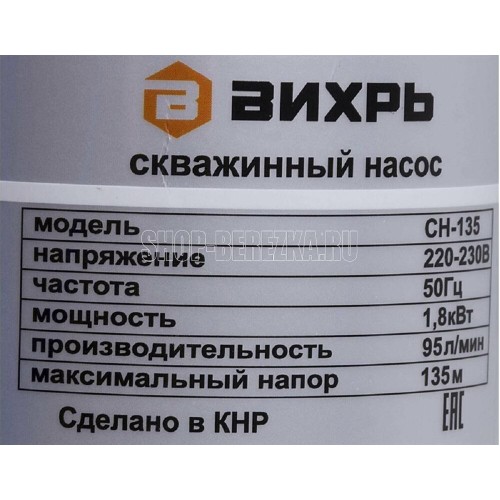 ВИХРЬ
скважинный насос
модель СН-135
SHOP-BEREZKA.RU
напряжение 220-230В
частота 50Гц
мощность 1,8кВт
производительность 95л/мин
максимальный напор 135м
Сделано в КНР EAC